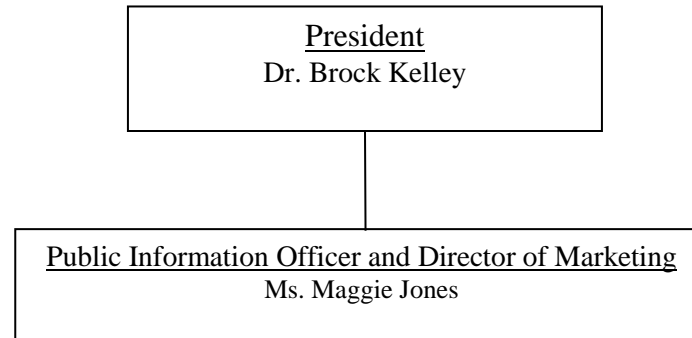 President
Dr. Brock Kelley
Public Information Officer and Director of Marketing
Ms. Maggie Jones